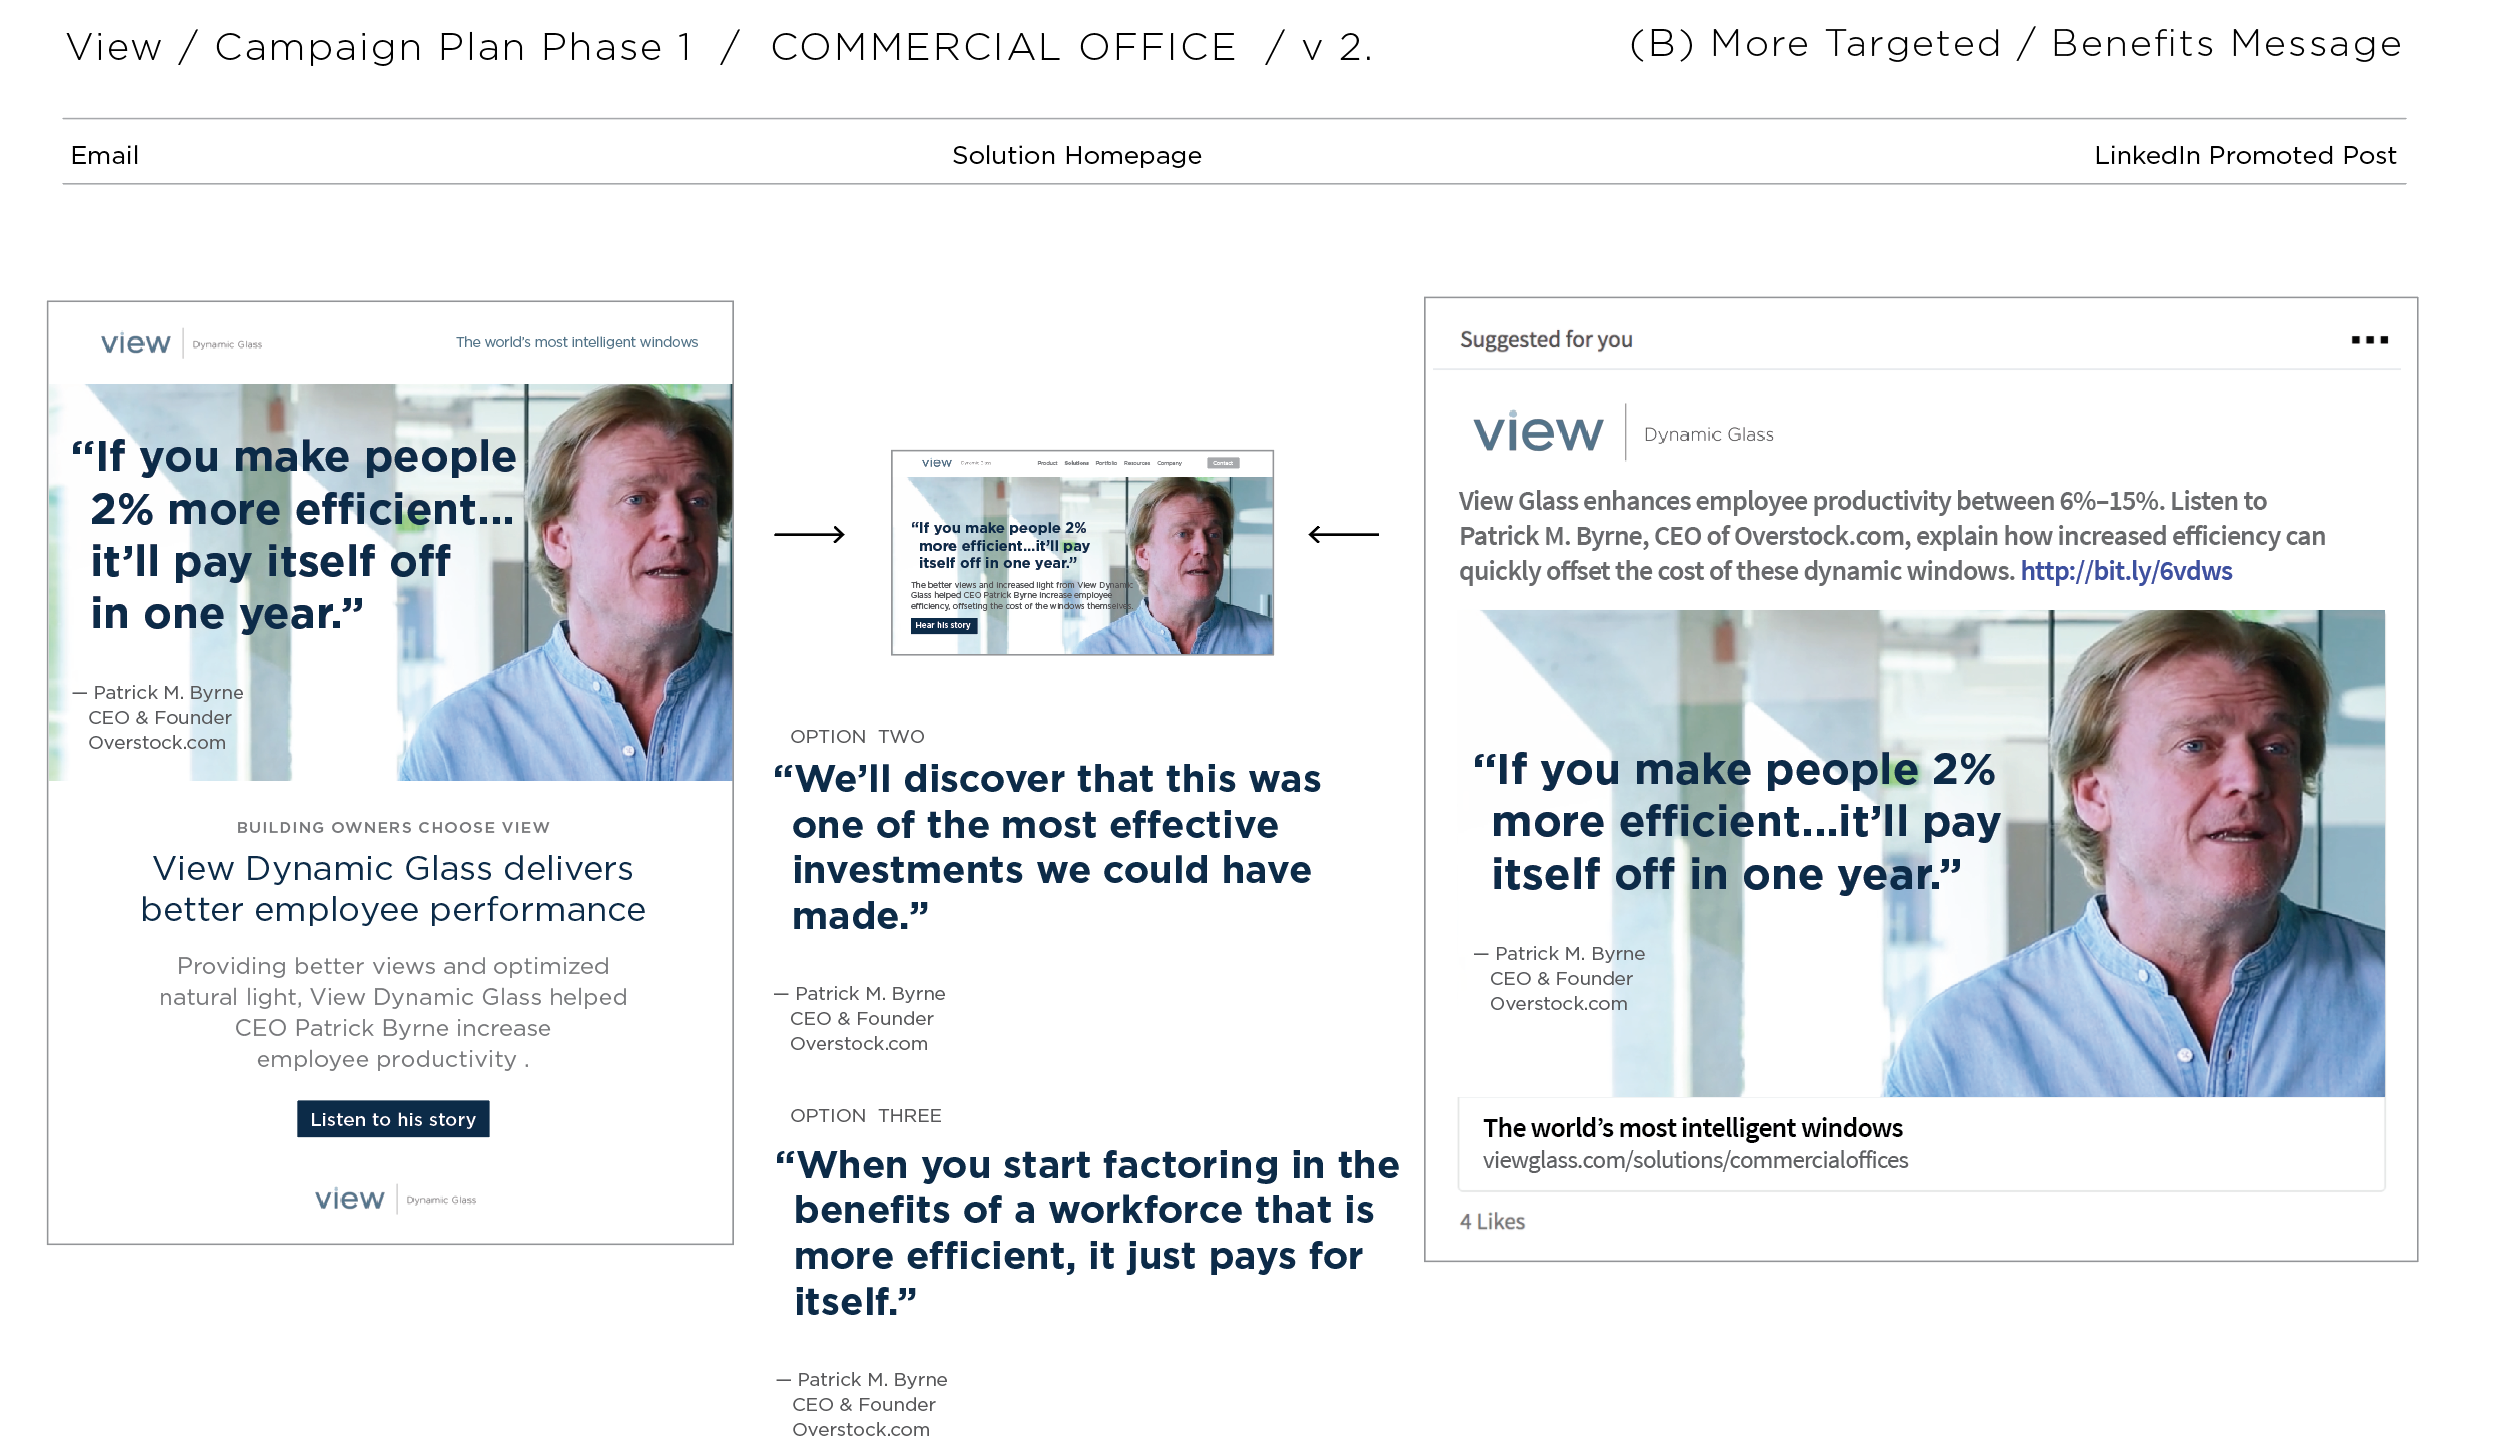 View / Campaign Plan Phase 1 / COMMERCIAL OFFICE / v 2.
(B) More Targeted / Benefits Message
Email
Solution Homepage
LinkedIn Promoted Post
view | Dynamic Glass
The world’s most intelligent windows
“If you make people
2% more efficient...
it’ll pay itself off
in one year.”
— Patrick M. Byrne
CEO & Founder
Overstock.com
BUILDING OWNERS CHOOSE VIEW
View Dynamic Glass delivers
better employee performance
Providing better views and optimized
natural light, View Dynamic Glass helped
CEO Patrick Byrne increase
employee productivity .
Listen to his story
view | Dynamic Glass
view Dynamic Glass Product Solutions Portfolio Resources Company Contact
“If you make people 2%
more efficient...it’ll pay
itself off in one year.”
The better views and increased light from View Dynamic
Glass helped CEO Patrick Byrne increase employee
efficiency, offseting the cost of the windows themselves.
Hear his story
OPTION TWO
“We’ll discover that this was
one of the most effective
investments we could have
made.”
— Patrick M. Byrne
CEO & Founder
Overstock.com
OPTION THREE
“When you start factoring in the
benefits of a workforce that is
more efficient, it just pays for
itself.”
— Patrick M. Byrne
CEO & Founder
Overstock.com
Suggested for you
view | Dynamic Glass
View Glass enhances employee productivity between 6%–15%. Listen to
Patrick M. Byrne, CEO of Overstock.com, explain how increased efficiency can
quickly offset the cost of these dynamic windows. http://bit.ly/6vdws
“If you make people 2%
more efficient...it’ll pay
itself off in one year.”
— Patrick M. Byrne
CEO & Founder
Overstock.com
The world’s most intelligent windows
viewglass.com/solutions/commercialoffices
4 Likes